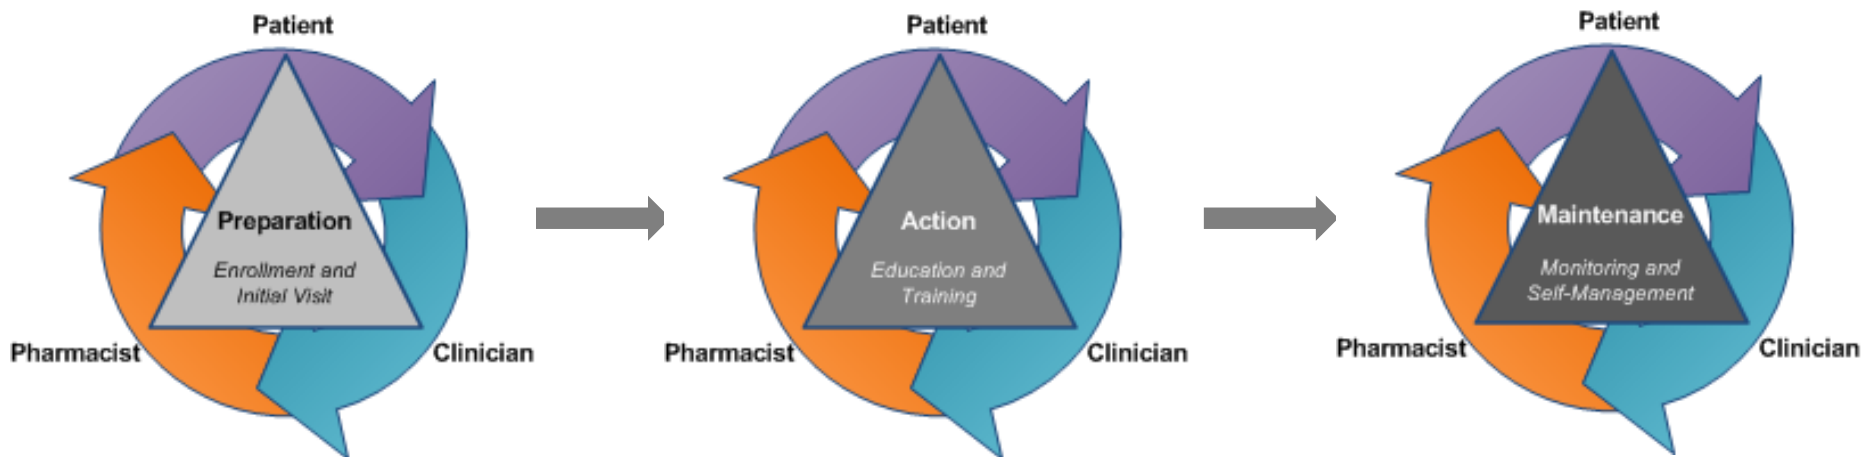 Patient
Preparation
Enrollment and
Initial Visit
Pharmacist
Clinician
Patient
Action
Education and
Training
Pharmacist
Clinician
Patient
Maintenance
Monitoring and
Self-Management
Pharmacist
Clinician